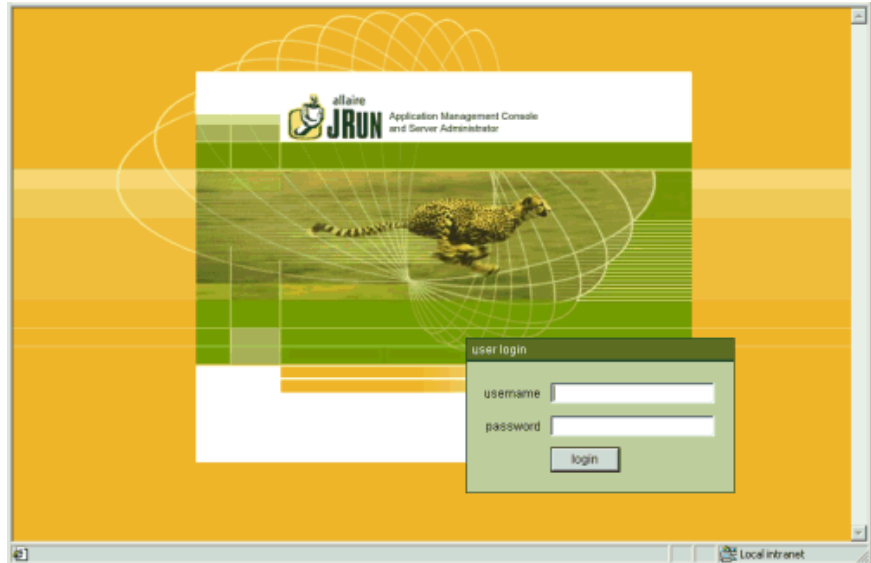 allaire
JRUN
Application Management Console
and Server Administrator
user login
username
password
login
Local intranet